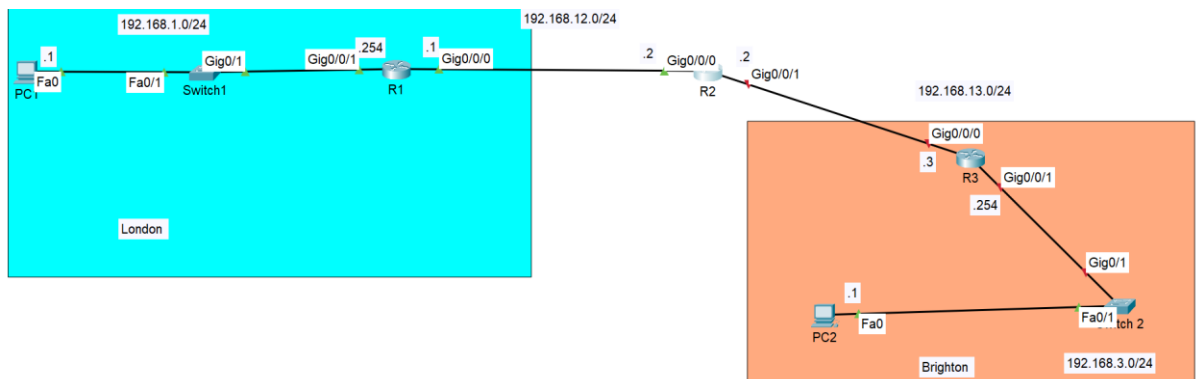 192.168.1.0/24
192.168.12.0/24
.1
.254
.1
Gig0/1
Gig0/0/1
Gig0/0/0
Fa0
Fa0/1
PC1
Switch1
R1
.2
Gig0/0/0
.2
Gig0/0/1
R2
192.168.13.0/24
Gig0/0/0
.3
R3
Gig0/0/1
.254
London
Gig0/1
.1
Fa0
Fa0/1
PC2
192.168.3.0/24
Brighton